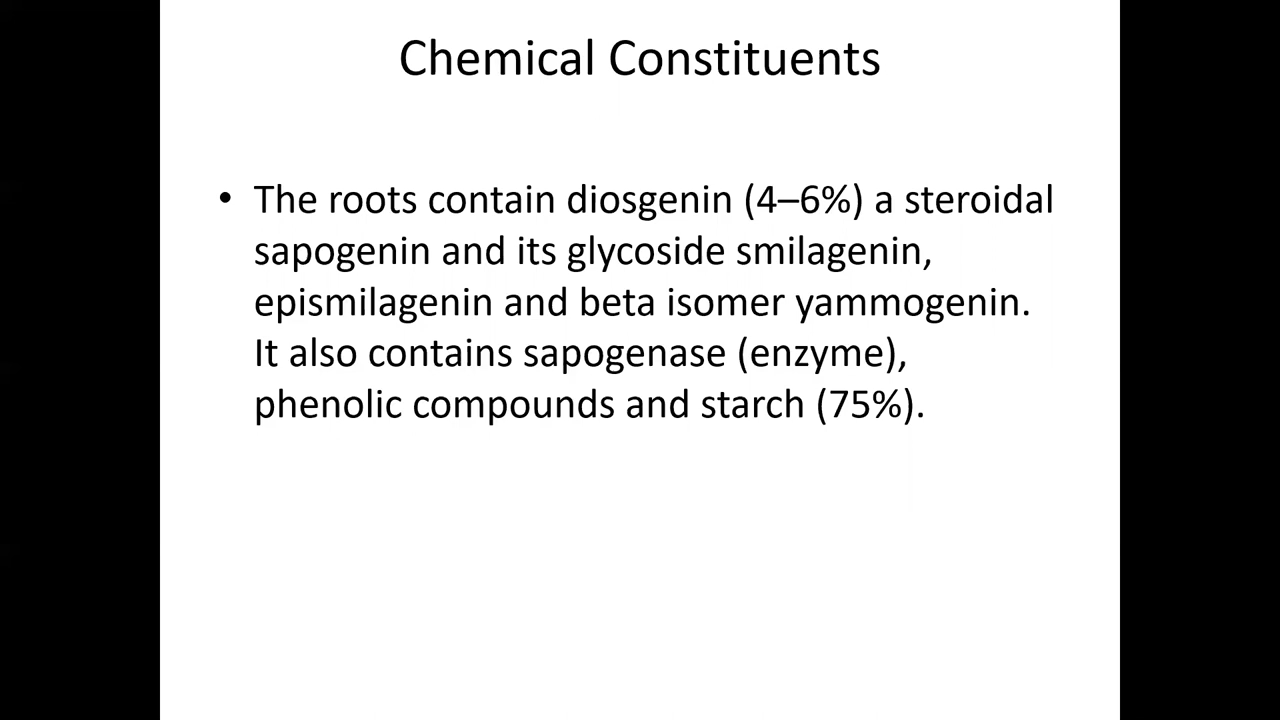 Chemical Constituents
• The roots contain diosgenin (4–6%) a steroidal
sapogenin and its glycoside smilagenin,
epismilagenin and beta isomer yammogenin.
It also contains sapogenase (enzyme),
phenolic compounds and starch (75%).